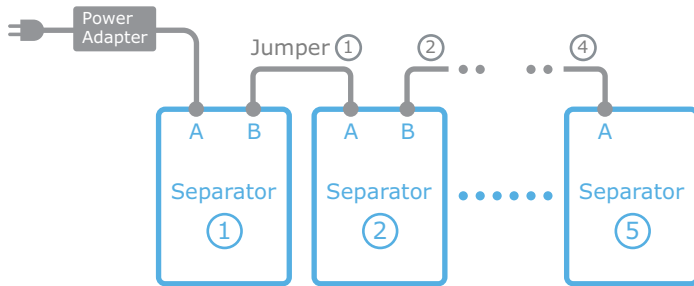 Power
Adapter
Jumper ① ② ④
A B A B A
Separator Separator Separator
① ② ⑤